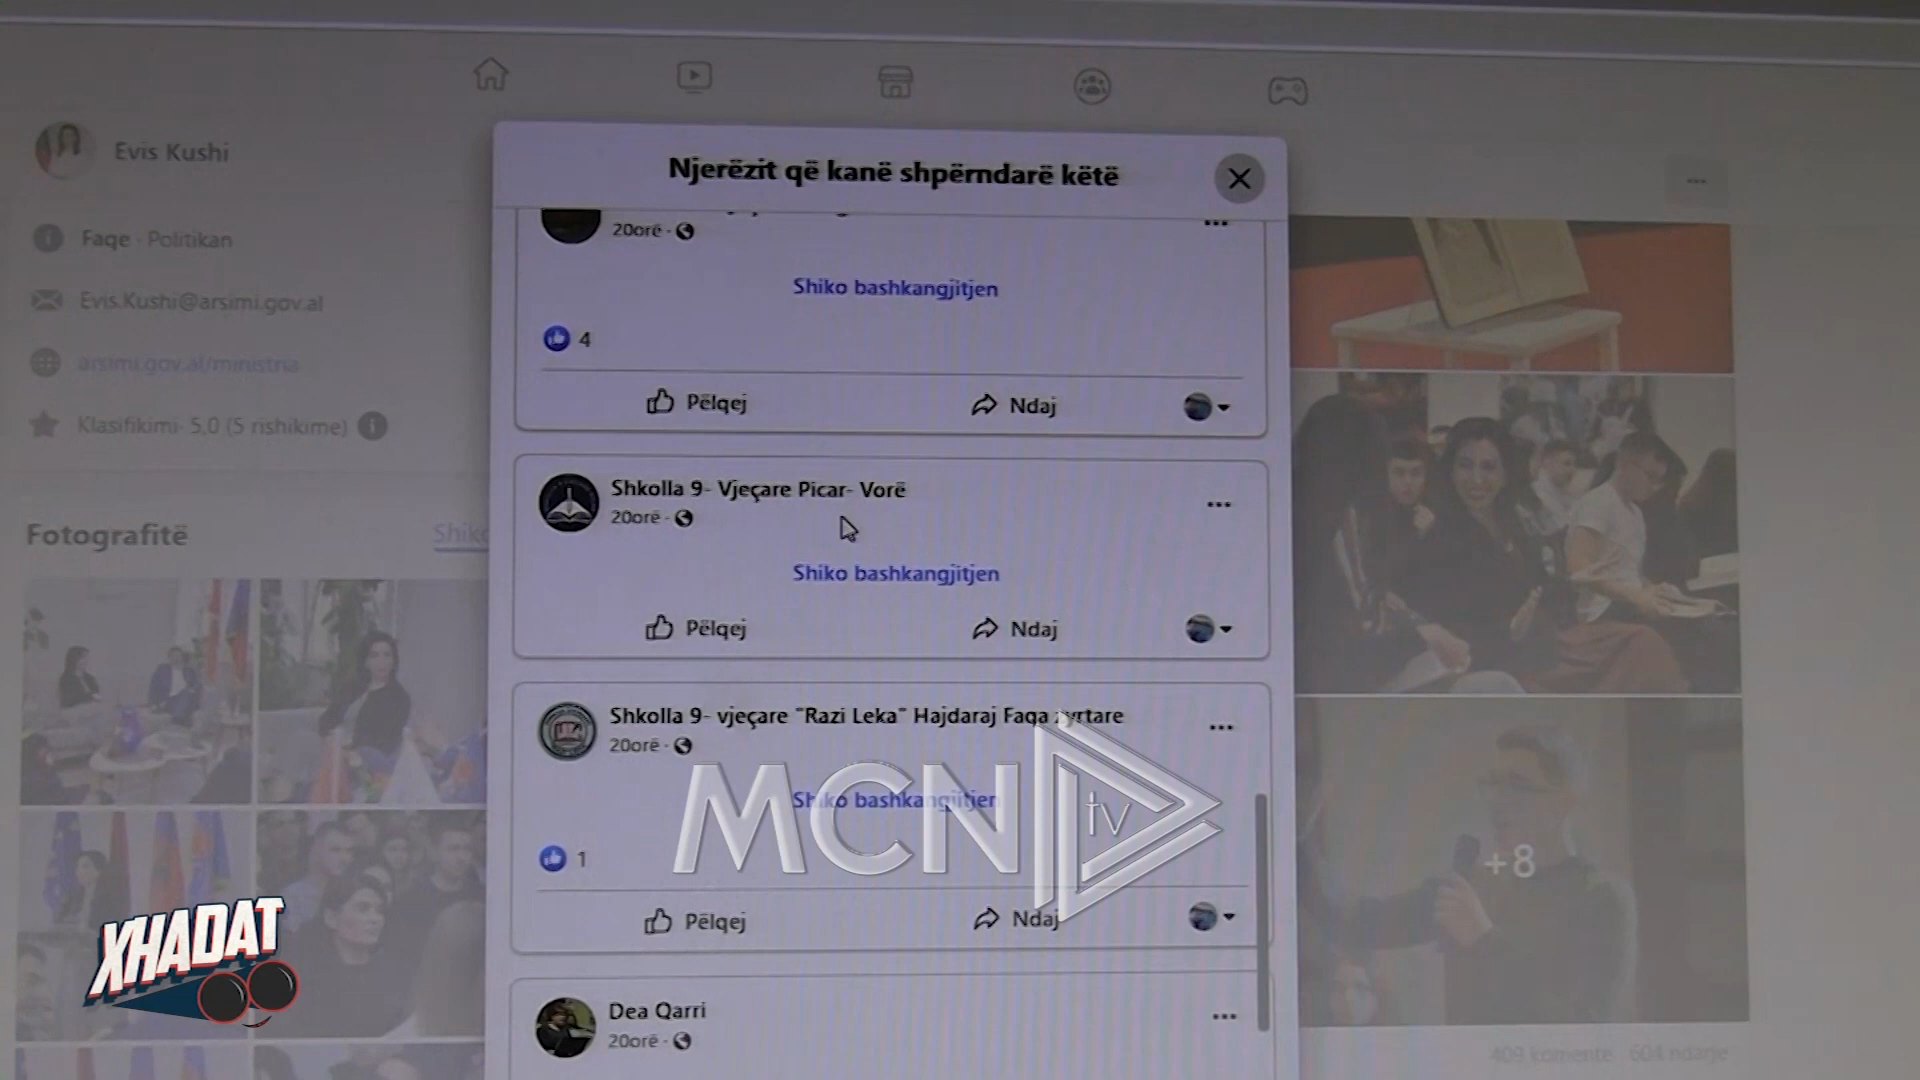 Evis Kushi
Faqe · Politikan
Evis.Kushi@arsimi.gov.al
arsimi.gov.al/ministria
Klasifikimi· 5,0 (5 rishikime)
Fotografitë
Shiko
Njerëzit që kanë shpërndarë këtë
20orë ·
Shiko bashkangjitjen
4
Pëlqej
Ndaj
Shkolla 9- Vjeçare Picar- Vorë
20orë ·
Shiko bashkangjitjen
Pëlqej
Ndaj
Shkolla 9- vjeçare "Razi Leka" Hajdaraj Faqa zyrtare
20orë ·
Shiko bashkangjitjen
1
Pëlqej
Ndaj
Dea Qarri
20orë ·
+8
409 komente · 604 ndarje
MCN tv
XHADAT